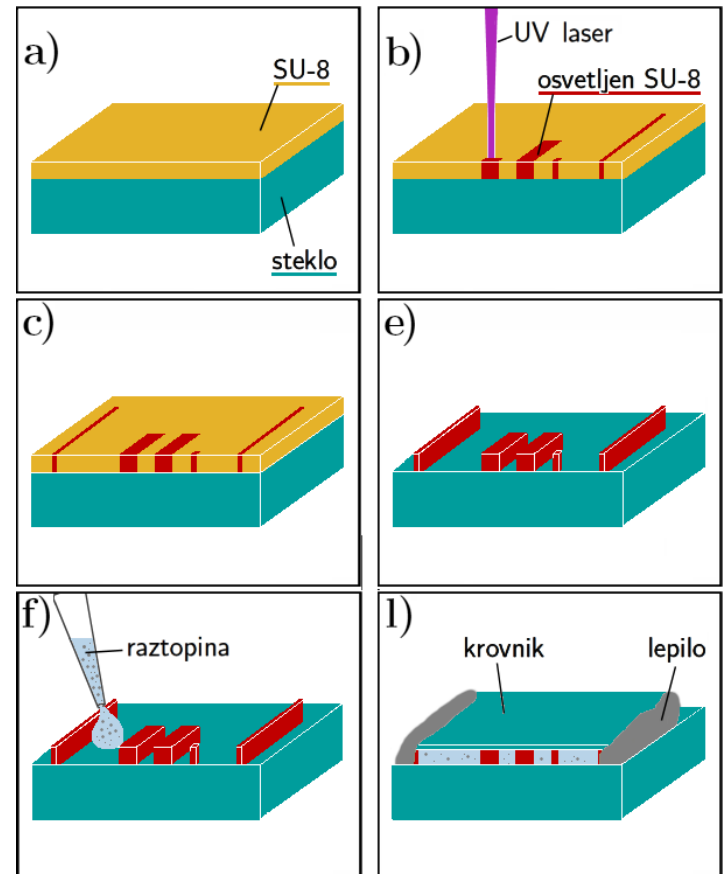 a)
SU-8
steklo
b)
UV laser
osvetljen SU-8
c)
e)
f)
raztopina
l)
krovnik
lepilo